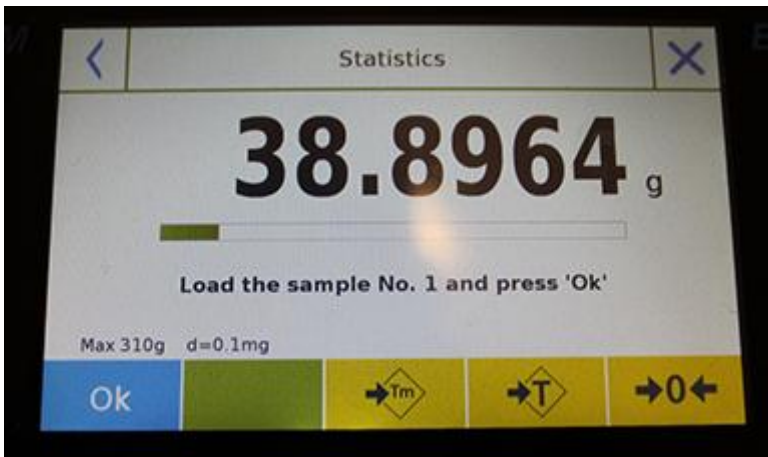 Statistics
38.8964 g
Load the sample No. 1 and press 'Ok'
Max 310g d=0.1mg
Ok Tm T 0